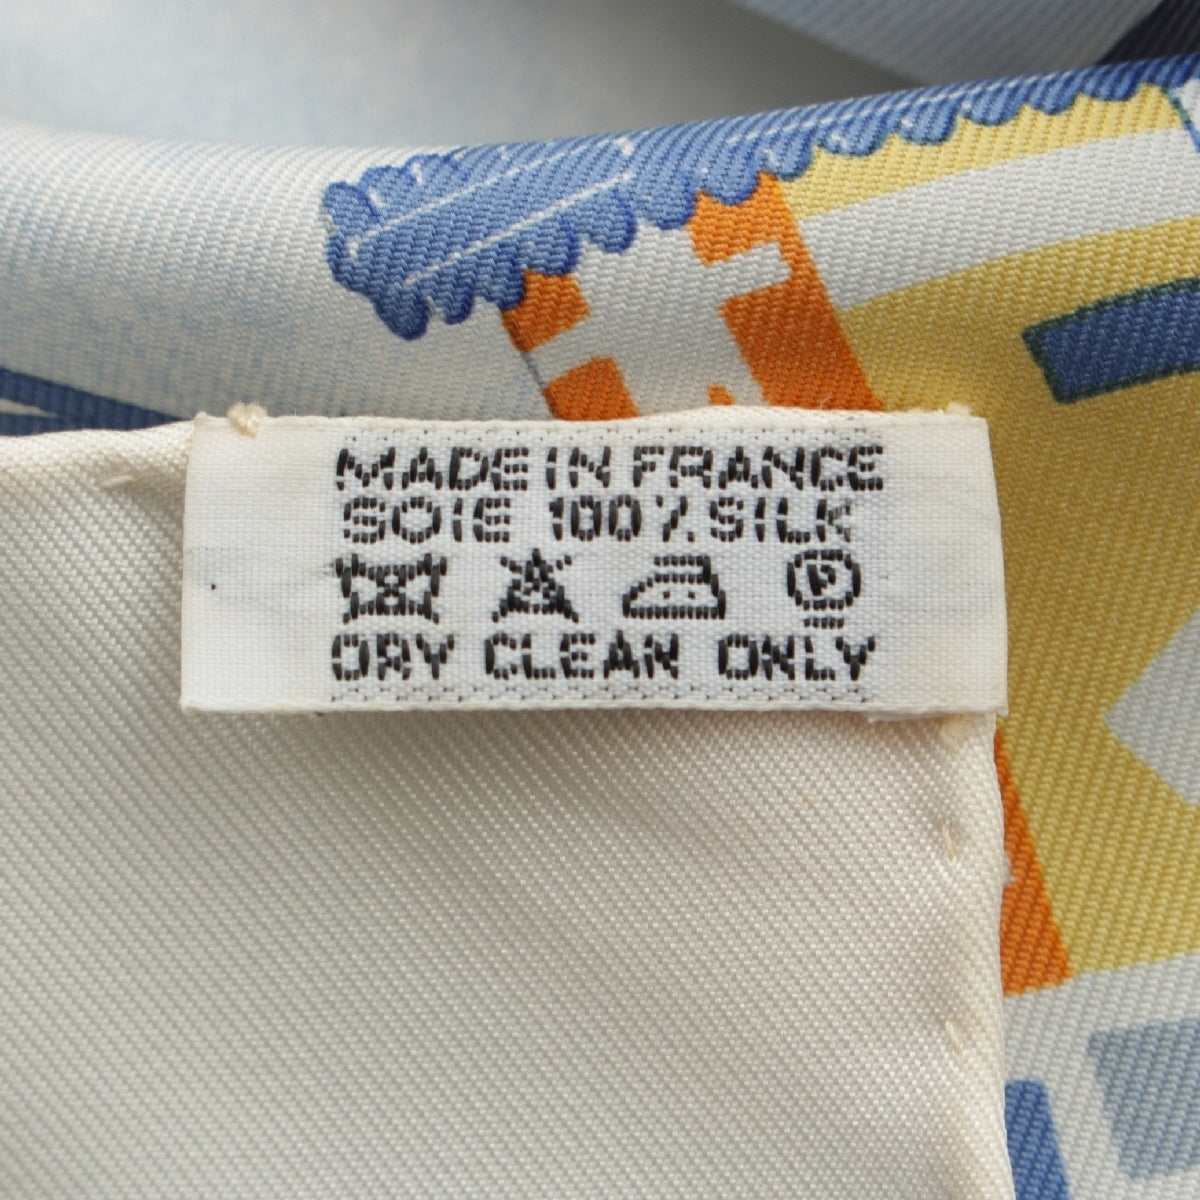 MADE IN FRANCE
SOIE 100% SILK
P
DRY CLEAN ONLY